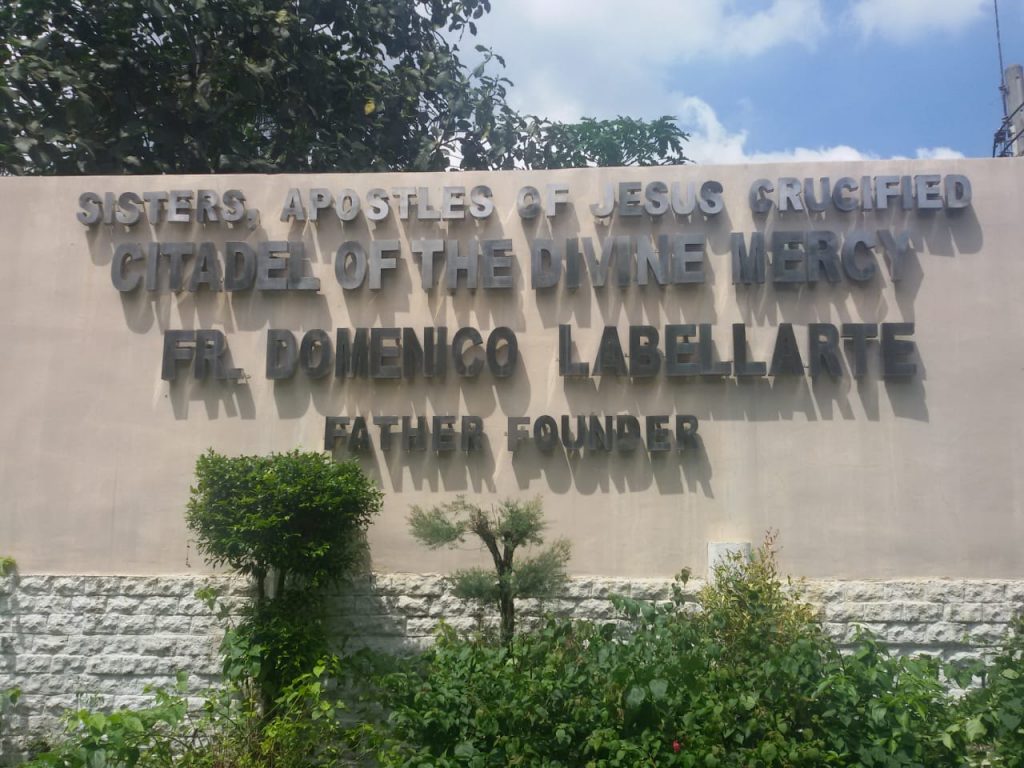 SISTERS, APOSTLES OF JESUS CRUCIFIED
CITADEL OF THE DIVINE MERCY
FR. DOMENICO LABELLARTE
FATHER FOUNDER